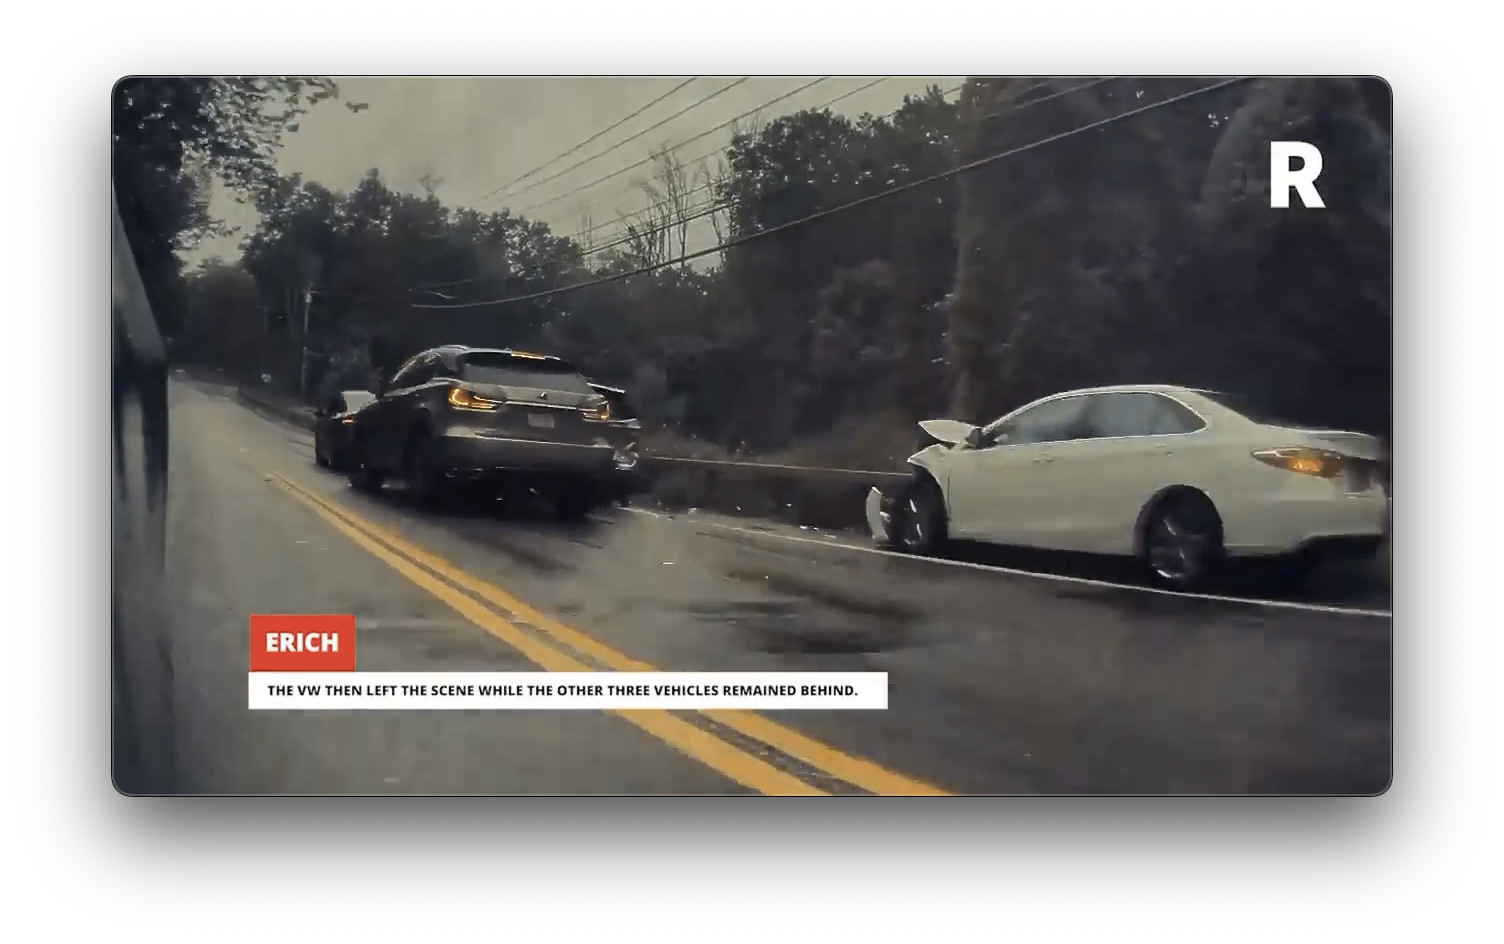 R
ERICH
THE VW THEN LEFT THE SCENE WHILE THE OTHER THREE VEHICLES REMAINED BEHIND.